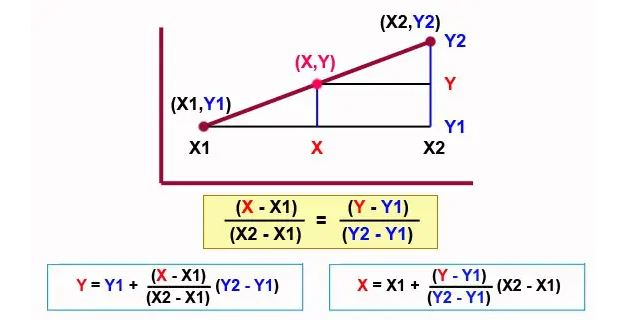 (X2,Y2)
Y2
(X,Y)
Y
(X1,Y1)
Y1
X1 X X2
(X - X1) / (X2 - X1) = (Y - Y1) / (Y2 - Y1)
Y = Y1 + (X - X1) / (X2 - X1) (Y2 - Y1)
X = X1 + (Y - Y1) / (Y2 - Y1) (X2 - X1)